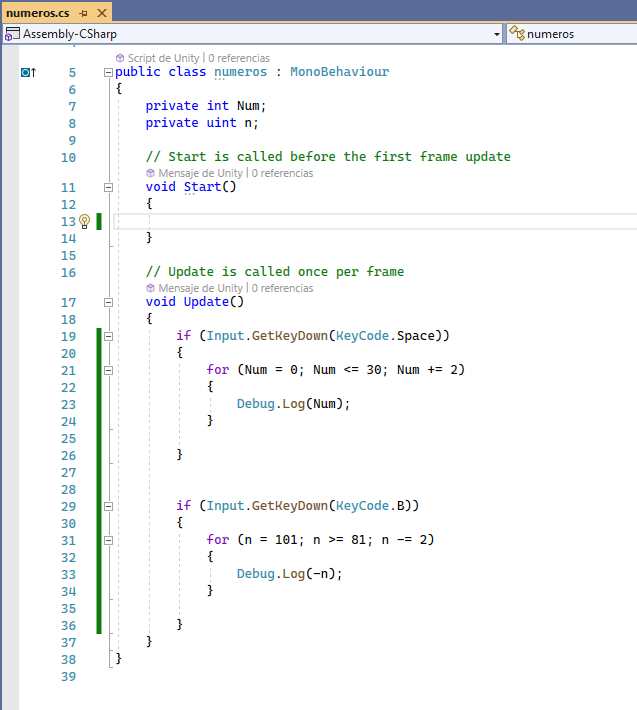 numeros.cs
Assembly-CSharp numeros
Script de Unity | 0 referencias
5 public class numeros : MonoBehaviour
6 {
7 private int Num;
8 private uint n;
9
10 // Start is called before the first frame update
Mensaje de Unity | 0 referencias
11 void Start()
12 {
13
14 }
15
16 // Update is called once per frame
Mensaje de Unity | 0 referencias
17 void Update()
18 {
19 if (Input.GetKeyDown(KeyCode.Space))
20 {
21 for (Num = 0; Num <= 30; Num += 2)
22 {
23 Debug.Log(Num);
24 }
25
26 }
27
28
29 if (Input.GetKeyDown(KeyCode.B))
30 {
31 for (n = 101; n >= 81; n -= 2)
32 {
33 Debug.Log(-n);
34 }
35
36 }
37 }
38 }
39